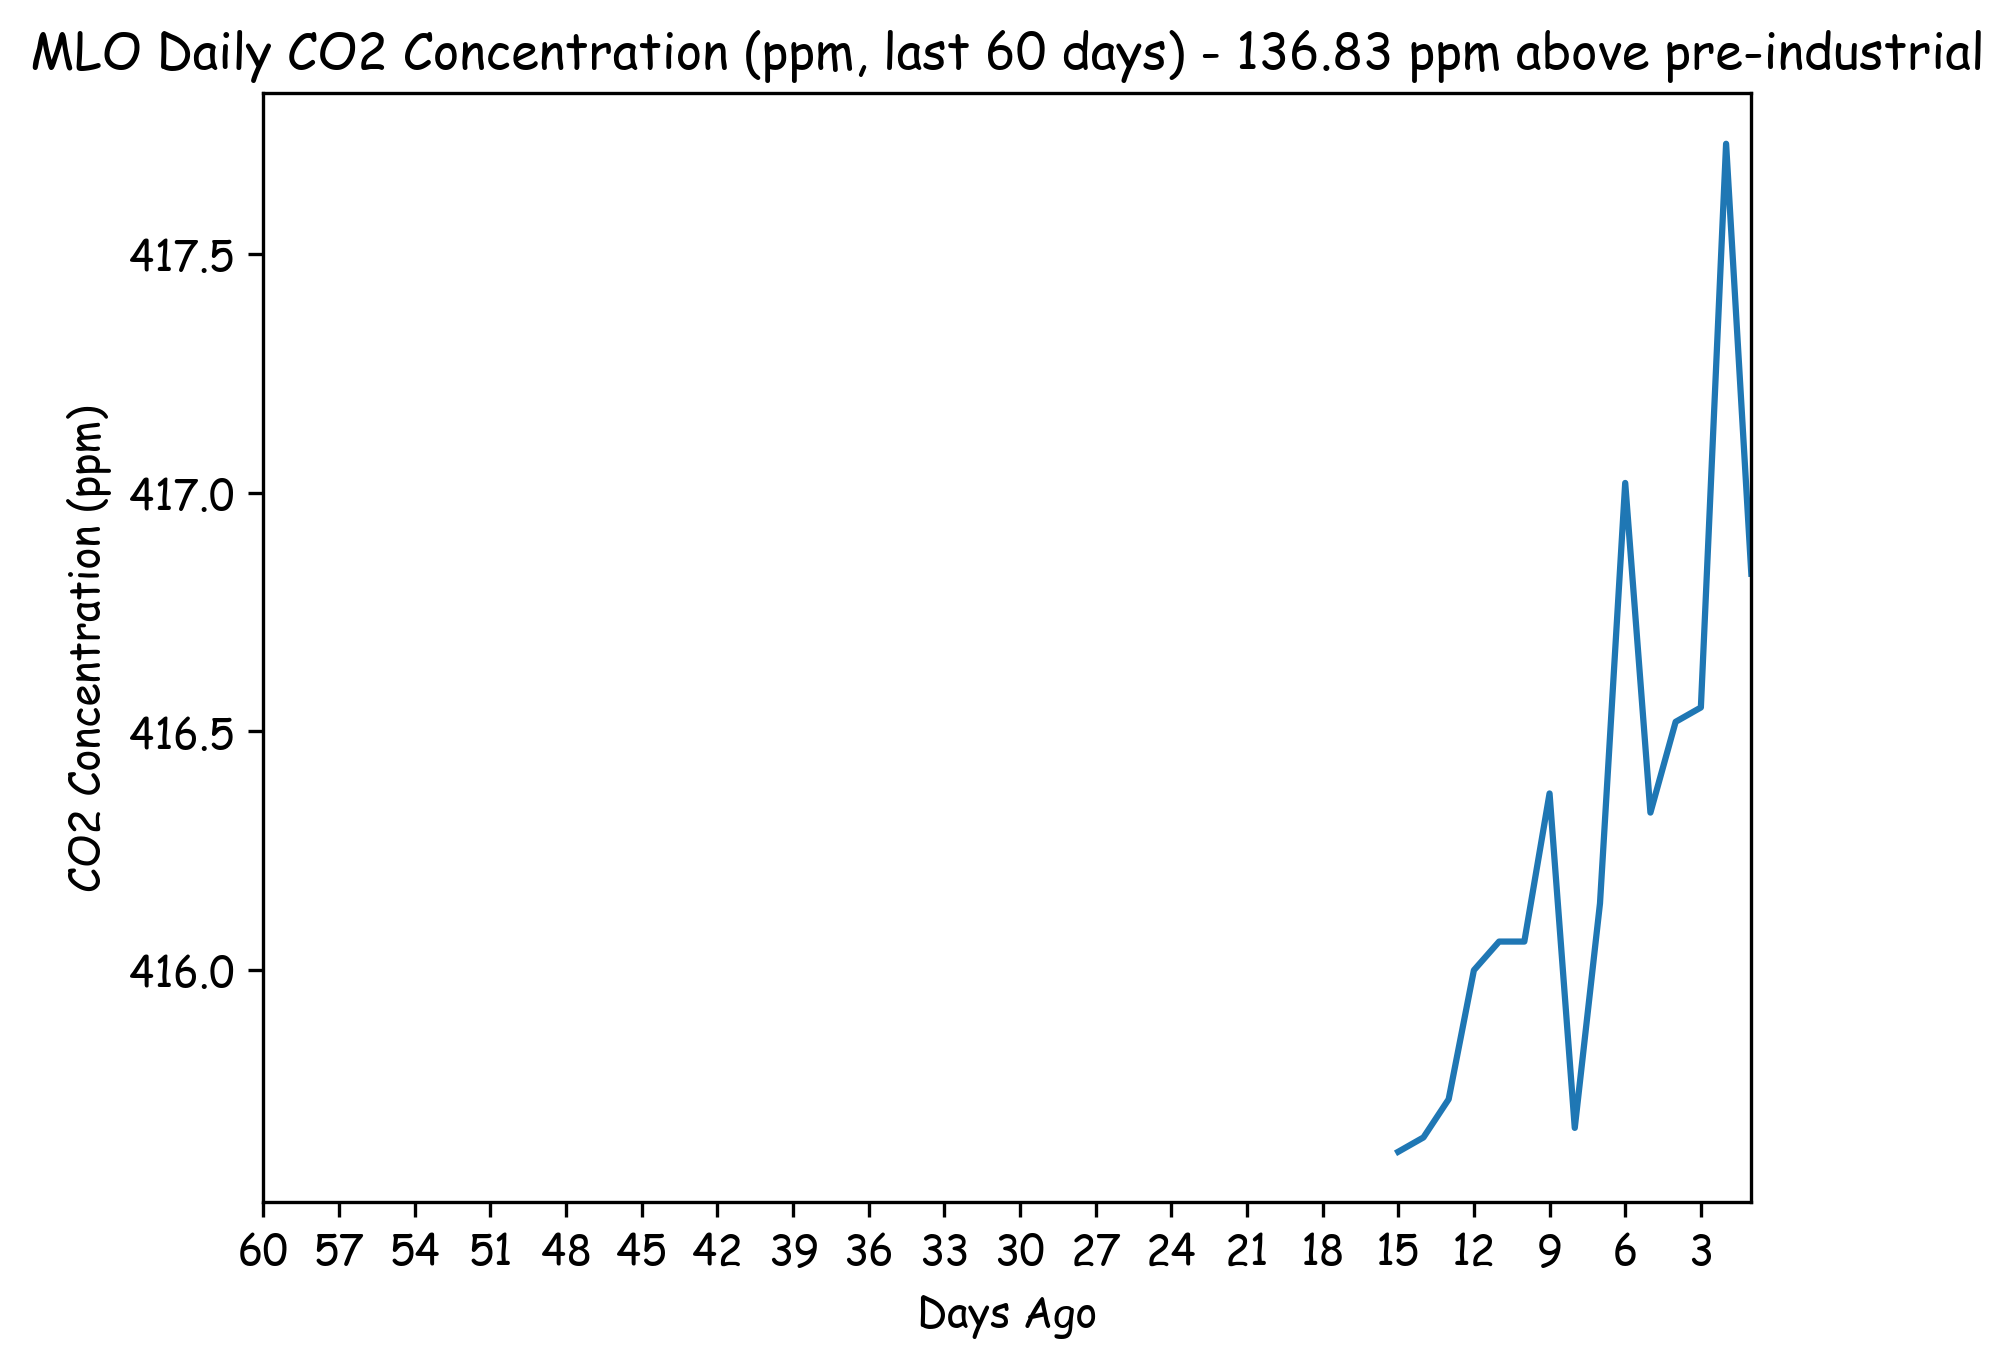 MLO Daily CO2 Concentration (ppm, last 60 days) - 136.83 ppm above pre-industrial
417.5
417.0
416.5
416.0
CO2 Concentration (ppm)
60 57 54 51 48 45 42 39 36 33 30 27 24 21 18 15 12 9 6 3
Days Ago